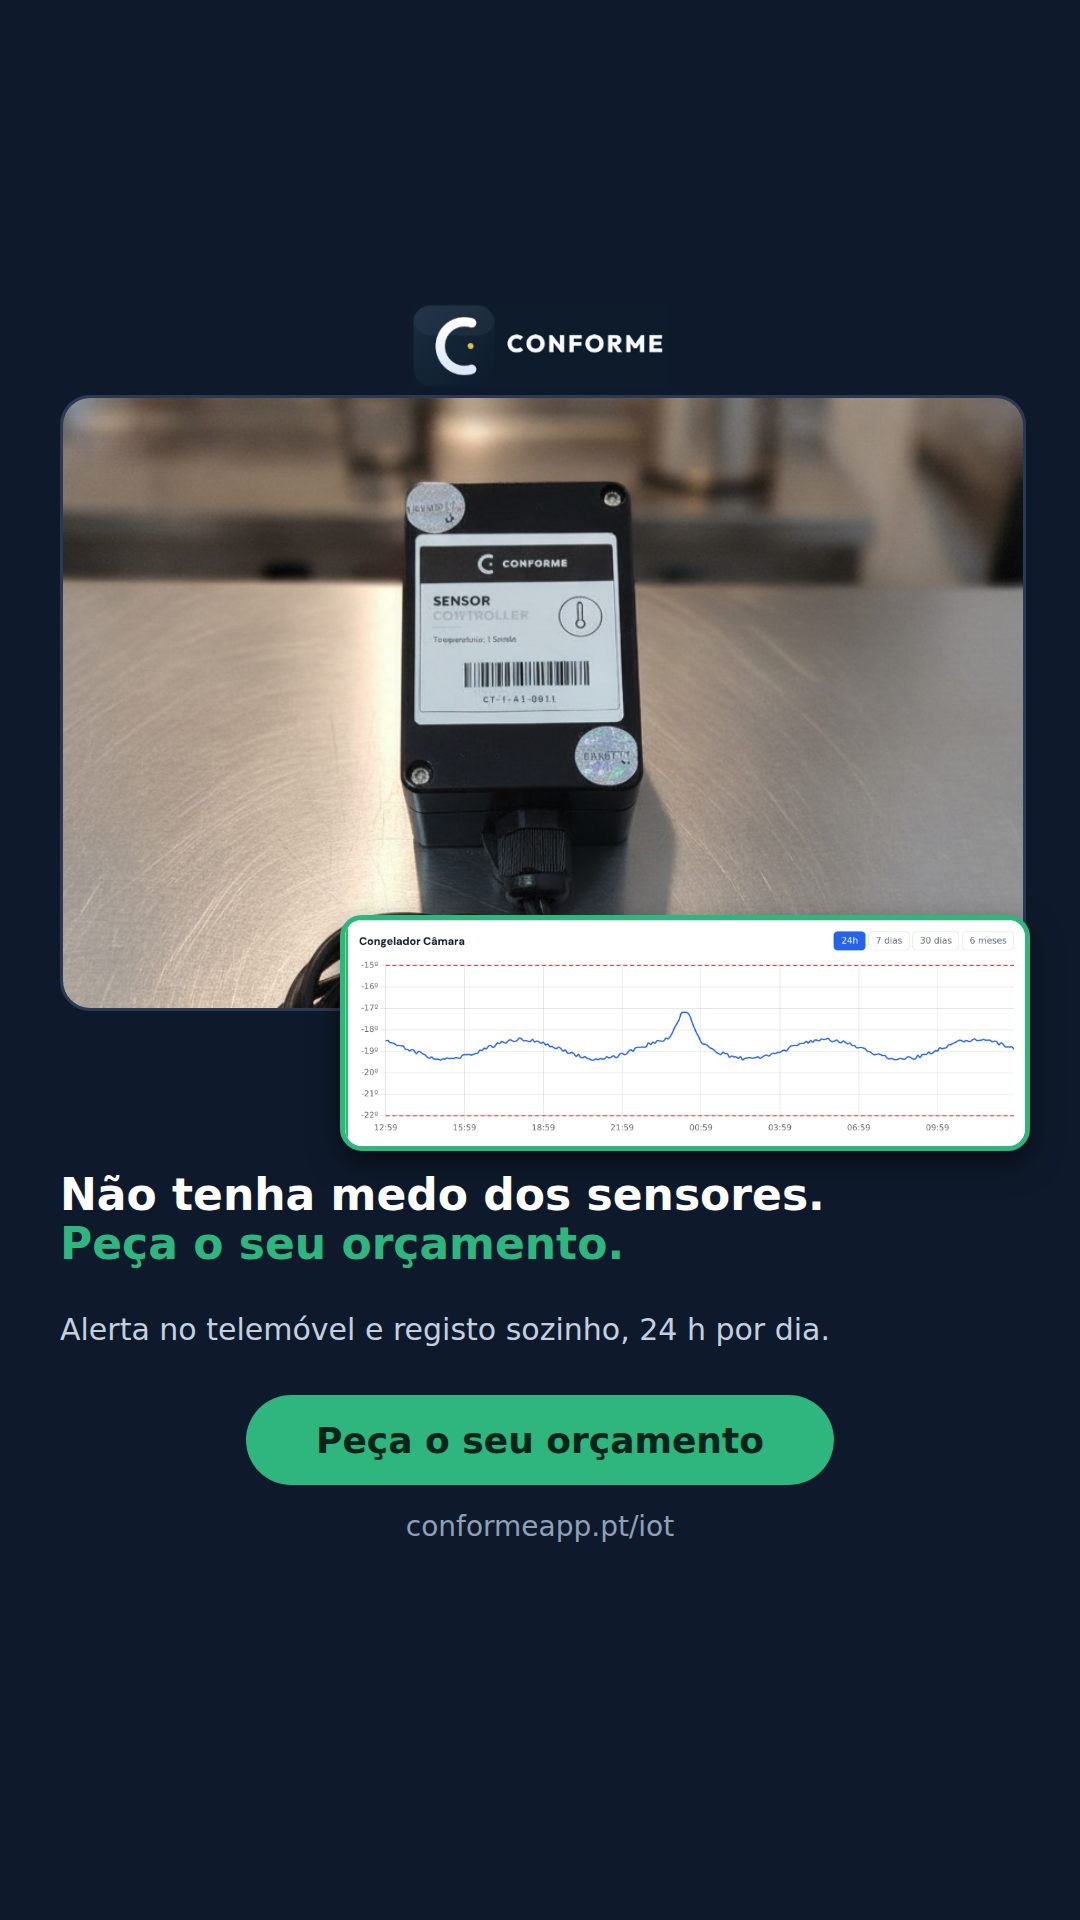 CONFORME
CONFORME
SENSOR
CONTROLLER
CT-1-A1-0911
Congelador Câmara
24h
7 dias
30 dias
6 meses
-15º
-16º
-17º
-18º
-19º
-20º
-21º
-22º
12:59 15:59 18:59 21:59 00:59 03:59 06:59 09:59
Não tenha medo dos sensores.
Peça o seu orçamento.
Alerta no telemóvel e registo sozinho, 24 h por dia.
Peça o seu orçamento
conformeapp.pt/iot